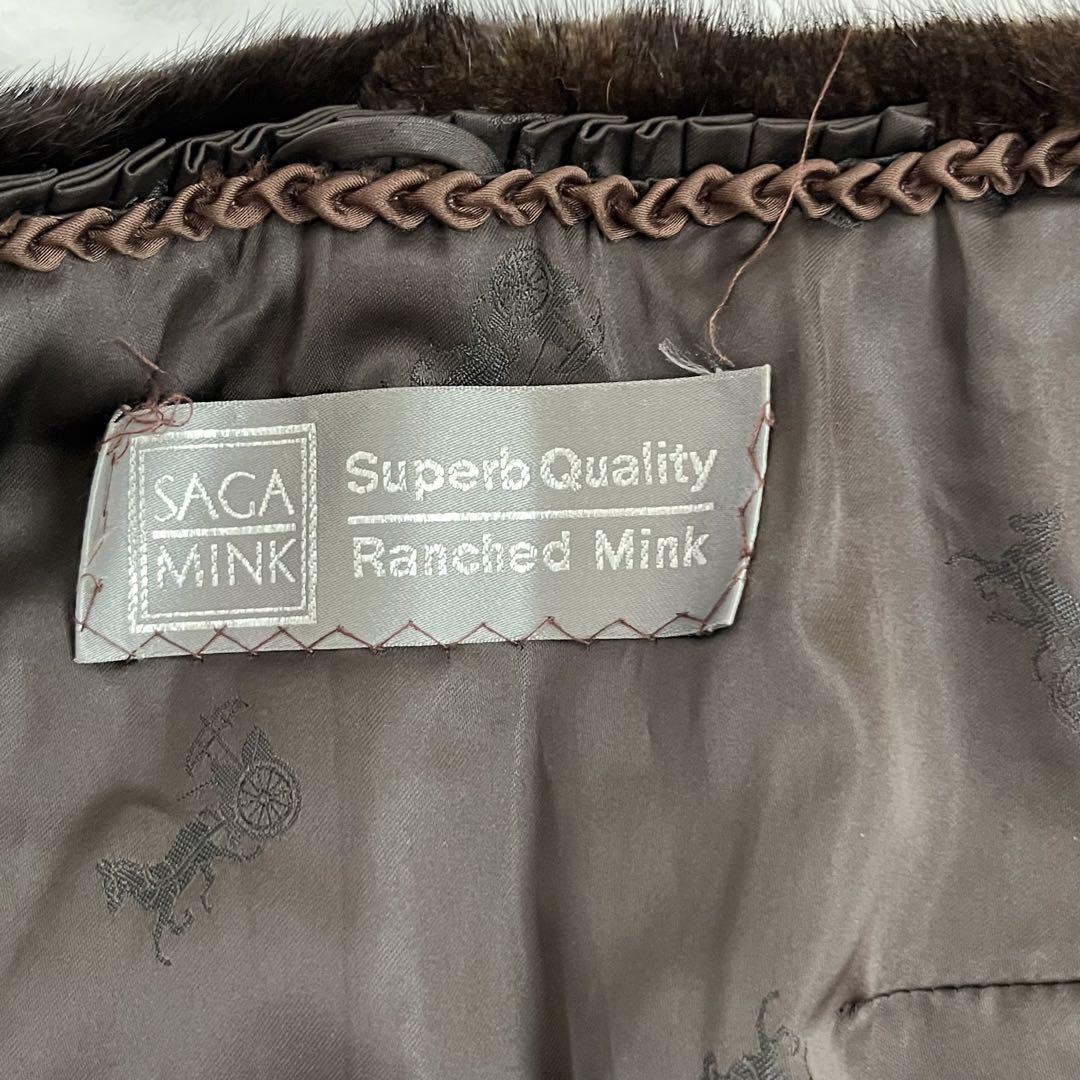 SAGA
MINK
Superb Quality
Ranched Mink